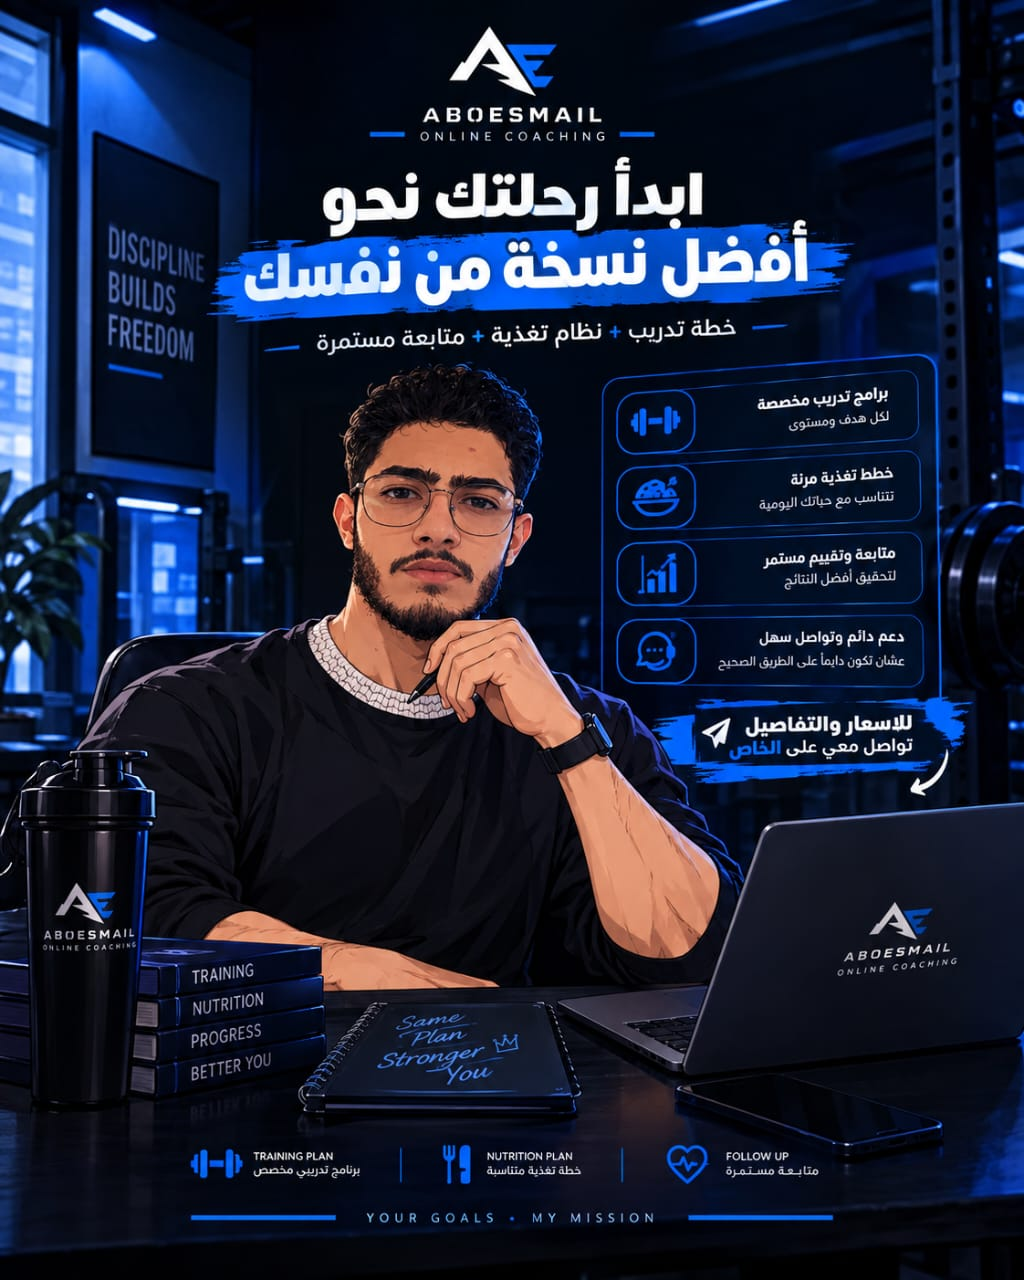 ABOESMAIL
ONLINE COACHING
ابدأ رحلتك نحو
أفضل نسخة من نفسك
خطة تدريب + نظام تغذية + متابعة مستمرة
DISCIPLINE
BUILDS
FREEDOM
برامج تدريب مخصصة
لكل هدف ومستوى
خطط تغذية مرنة
تتناسب مع حياتك اليومية
متابعة وتقييم مستمر
لتحقيق أفضل النتائج
دعم دائم وتواصل سهل
عشان تكون دايماً على الطريق الصحيح
للاسعار والتفاصيل
تواصل معي على الخاص
ABOESMAIL
ONLINE COACHING
TRAINING
NUTRITION
PROGRESS
BETTER YOU
Same
Plan
Stronger
You
ABOESMAIL
ONLINE COACHING
TRAINING PLAN
برنامج تدريبي مخصص
NUTRITION PLAN
خطة تغذية متناسبة
FOLLOW UP
متابـعـة مسـتـمـرة
YOUR GOALS • MY MISSION